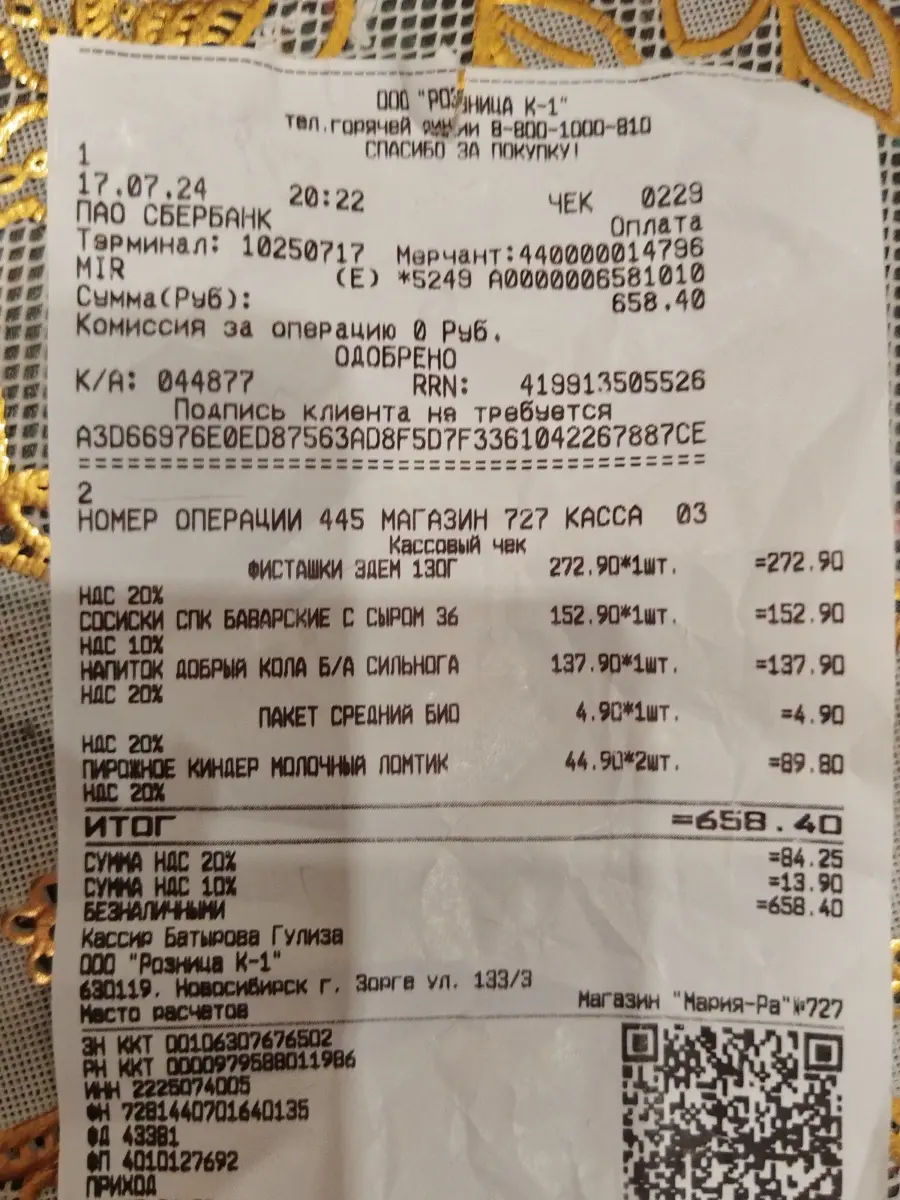 ООО "РОЗНИЦА К-1"
тел.горячей линии 8-800-1000-810
СПАСИБО ЗА ПОКУПКУ!
1
17.07.24 20:22 ЧЕК 0229
ПАО СБЕРБАНК Оплата
Терминал: 10250717 Мерчант:440000014796
MIR (E) *5249 A0000006581010
Сумма(Руб): 658.40
Комиссия за операцию 0 Руб.
ОДОБРЕНО
К/А: 044877 RRN: 419913505526
Подпись клиента не требуется
A3D66976E0ED87563AD8F5D7F3361042267887CE
========================================
2
НОМЕР ОПЕРАЦИИ 445 МАГАЗИН 727 КАССА 03
Кассовый чек
ФИСТАШКИ ЭДЕМ 130Г 272.90*1шт. =272.90
НДС 20%
СОСИСКИ СПК БАВАРСКИЕ С СЫРОМ 36 152.90*1шт. =152.90
НДС 10%
НАПИТОК ДОБРЫЙ КОЛА Б/А СИЛЬНОГА 137.90*1шт. =137.90
НДС 20%
ПАКЕТ СРЕДНИЙ БИО 4.90*1шт. =4.90
НДС 20%
ПИРОЖНОЕ КИНДЕР МОЛОЧНЫЙ ЛОМТИК 44.90*2шт. =89.80
НДС 20%
ИТОГ =658.40
СУММА НДС 20% =84.25
СУММА НДС 10% =13.90
БЕЗНАЛИЧНЫМИ =658.40
Кассир Батырова Гулиза
ООО "Розница К-1"
630119, Новосибирск г, Зорге ул. 133/3
Место расчетов Магазин "Мария-Ра"№727
ЗН ККТ 00106307676502
РН ККТ 0000979588011986
ИНН 2225074005
ФН 7281440701640135
ФД 43381
ФП 4010127692
ПРИХОД